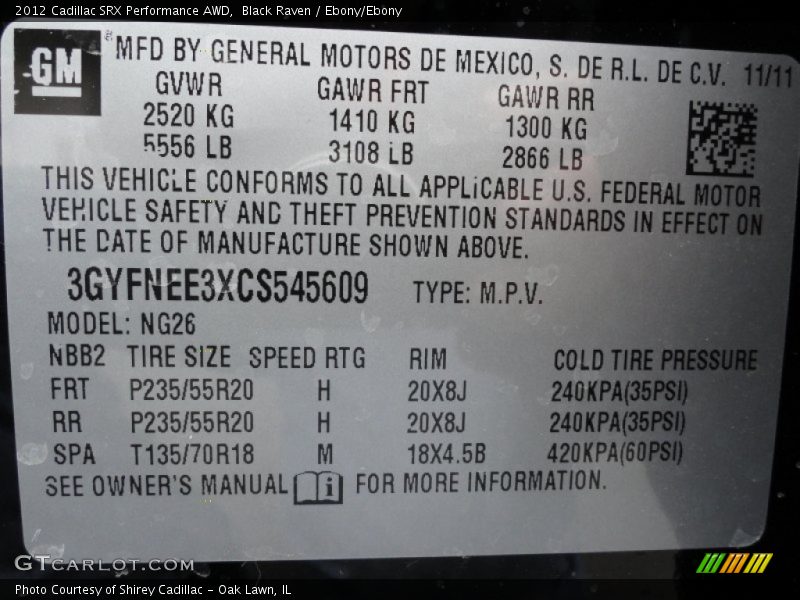 2012 Cadillac SRX Performance AWD,  Black Raven / Ebony/Ebony
GM
MFD BY GENERAL MOTORS DE MEXICO, S. DE R.L. DE C.V. 11/11
GVWR GAWR FRT GAWR RR
2520 KG 1410 KG 1300 KG
5556 LB 3108 LB 2866 LB
THIS VEHICLE CONFORMS TO ALL APPLICABLE U.S. FEDERAL MOTOR
VEHICLE SAFETY AND THEFT PREVENTION STANDARDS IN EFFECT ON
THE DATE OF MANUFACTURE SHOWN ABOVE.
3GYFNEE3XCS545609 TYPE: M.P.V.
MODEL: NG26
NBB2 TIRE SIZE SPEED RTG RIM COLD TIRE PRESSURE
FRT P235/55R20 H 20X8J 240KPA(35PSI)
RR P235/55R20 H 20X8J 240KPA(35PSI)
SPA T135/70R18 M 18X4.5B 420KPA(60PSI)
SEE OWNER'S MANUAL i FOR MORE INFORMATION.
GTCARLOT.COM
Photo Courtesy of Shirey Cadillac - Oak Lawn, IL